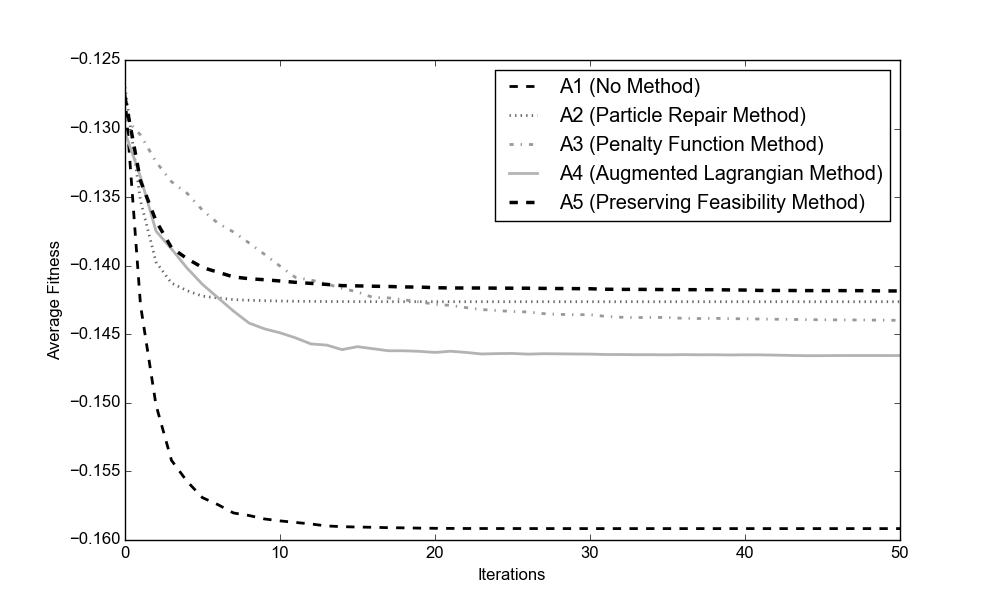 −0.125
−0.130
−0.135
−0.140
−0.145
−0.150
−0.155
−0.160
Average Fitness
A1 (No Method)
A2 (Particle Repair Method)
A3 (Penalty Function Method)
A4 (Augmented Lagrangian Method)
A5 (Preserving Feasibility Method)
0 10 20 30 40 50
Iterations